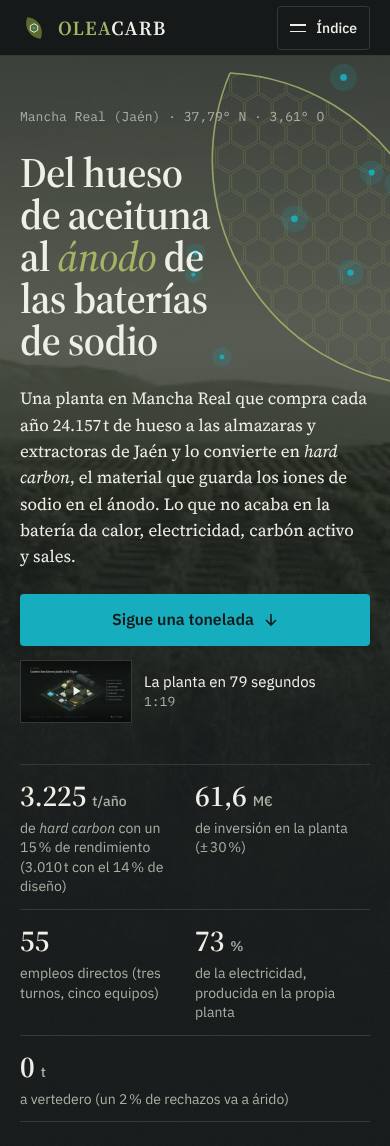 OLEACARB
Índice
Mancha Real (Jaén) · 37,79° N · 3,61° O
Del hueso
de aceituna
al ánodo de
las baterías
de sodio
Una planta en Mancha Real que compra cada
año 24.157 t de hueso a las almazaras y
extractoras de Jaén y lo convierte en hard
carbon, el material que guarda los iones de
sodio en el ánodo. Lo que no acaba en la
batería da calor, electricidad, carbón activo
y sales.
Sigue una tonelada ↓
La planta en 79 segundos
1:19
3.225 t/año
de hard carbon con un
15 % de rendimiento
(3.010 t con el 14 % de
diseño)
61,6 M€
de inversión en la planta
(±30 %)
55
empleos directos (tres
turnos, cinco equipos)
73 %
de la electricidad,
producida en la propia
planta
0 t
a vertedero (un 2 % de rechazos va a árido)